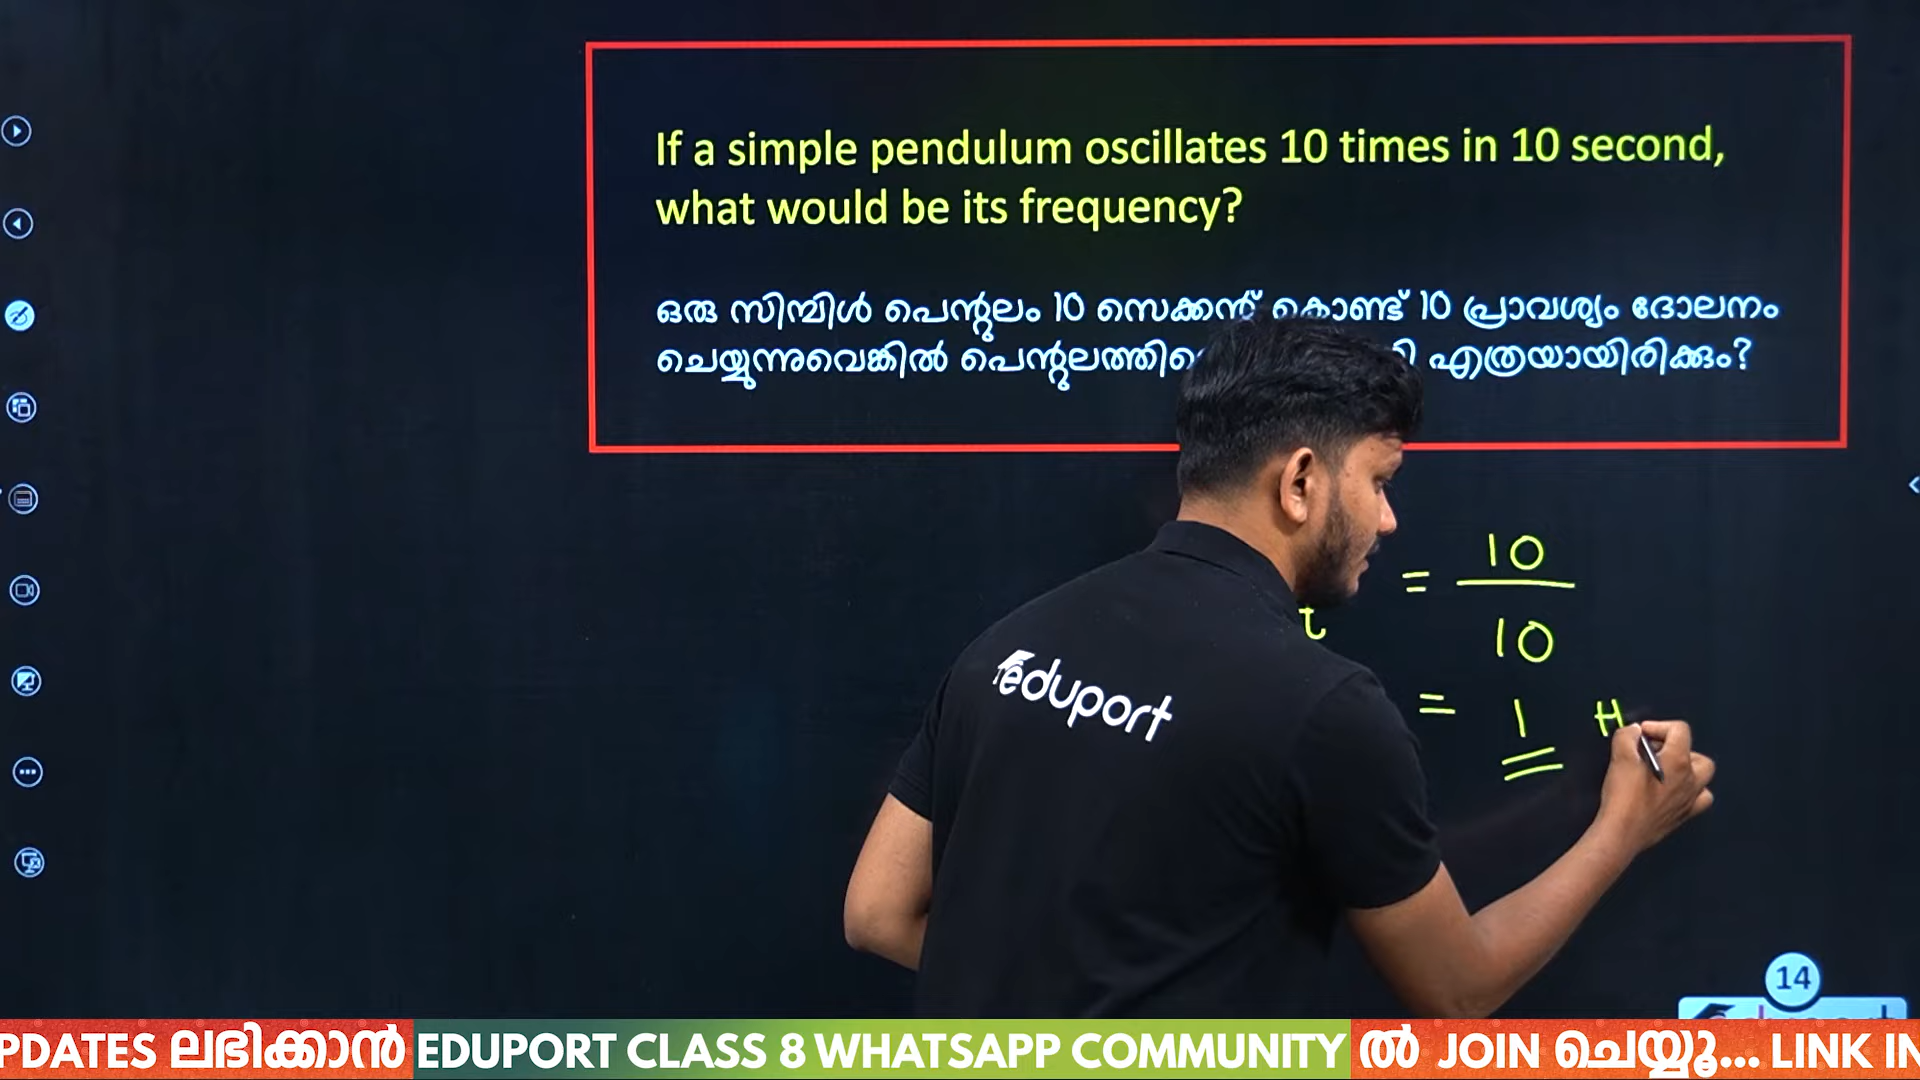 If a simple pendulum oscillates 10 times in 10 second,
what would be its frequency?
ഒരു സിമ്പിൾ പെന്റുലം 10 സെക്കന്റ് കൊണ്ട് 10 പ്രാവശ്യം ദോലനം
ചെയ്യുന്നുവെങ്കിൽ എത്രയായിരിക്കും?
t = 10
10
= 1 H
eduport
14
PDATES ലഭിക്കാൻ EDUPORT CLASS 8 WHATSAPP COMMUNITY ൽ JOIN ചെയ്യൂ... LINK IN